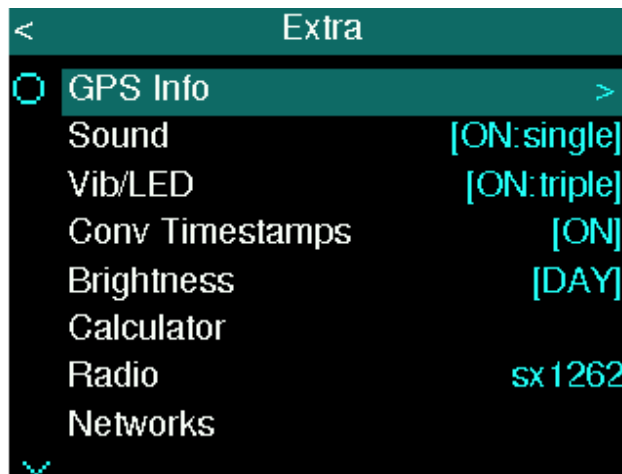 < Extra
GPS Info >
Sound [ON:single]
Vib/LED [ON:triple]
Conv Timestamps [ON]
Brightness [DAY]
Calculator
Radio sx1262
Networks